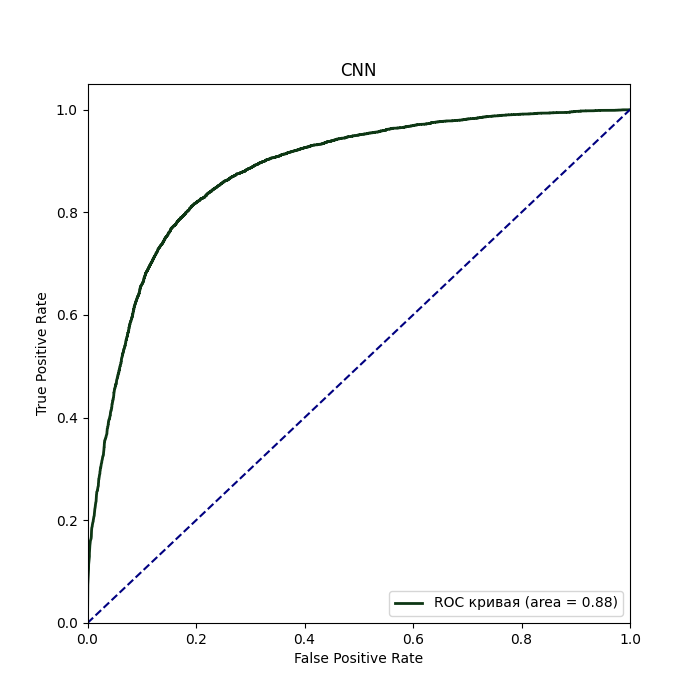 CNN
True Positive Rate
1.0
0.8
0.6
0.4
0.2
0.0
ROC кривая (area = 0.88)
0.0 0.2 0.4 0.6 0.8 1.0
False Positive Rate